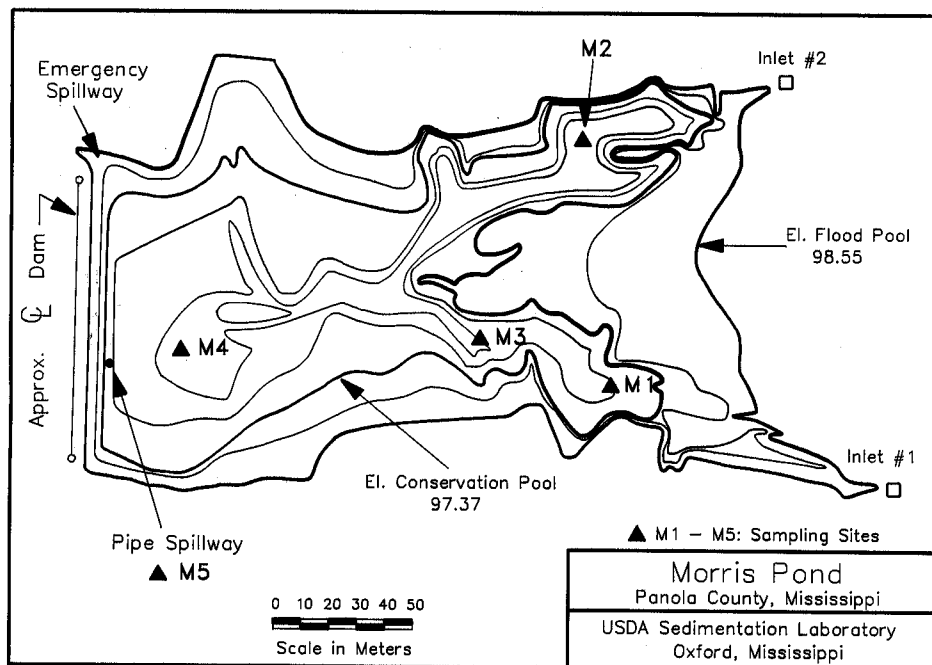 Emergency
Spillway
M2
Inlet #2
Dam
El. Flood Pool
98.55
M3
M4
M1
Approx. ℄
Inlet #1
El. Conservation Pool
97.37
Pipe Spillway
M5
M1 – M5: Sampling Sites
0 10 20 30 40 50
Scale in Meters
Morris Pond
Panola County, Mississippi
USDA Sedimentation Laboratory
Oxford, Mississippi